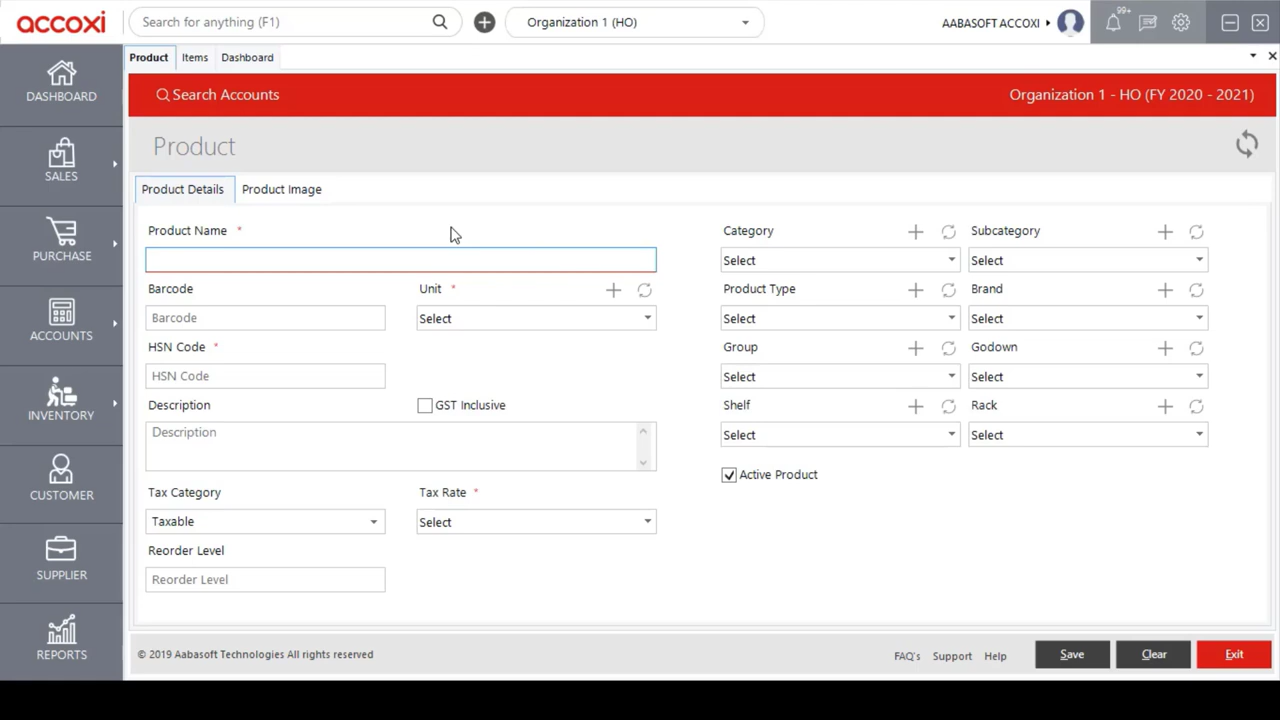 accoxi
Search for anything (F1)
Organization 1 (HO)
AABASOFT ACCOXI
99+
Product
Items
Dashboard
DASHBOARD
SALES
PURCHASE
ACCOUNTS
INVENTORY
CUSTOMER
SUPPLIER
REPORTS
Search Accounts
Organization 1 - HO (FY 2020 - 2021)
Product
Product Details
Product Image
Product Name *
Barcode
Unit *
Barcode
Select
HSN Code *
HSN Code
Description
GST Inclusive
Description
Tax Category
Tax Rate *
Taxable
Select
Reorder Level
Reorder Level
Category
Subcategory
Select
Select
Product Type
Brand
Select
Select
Group
Godown
Select
Select
Shelf
Rack
Select
Select
Active Product
© 2019 Aabasoft Technologies All rights reserved
FAQ's
Support
Help
Save
Clear
Exit